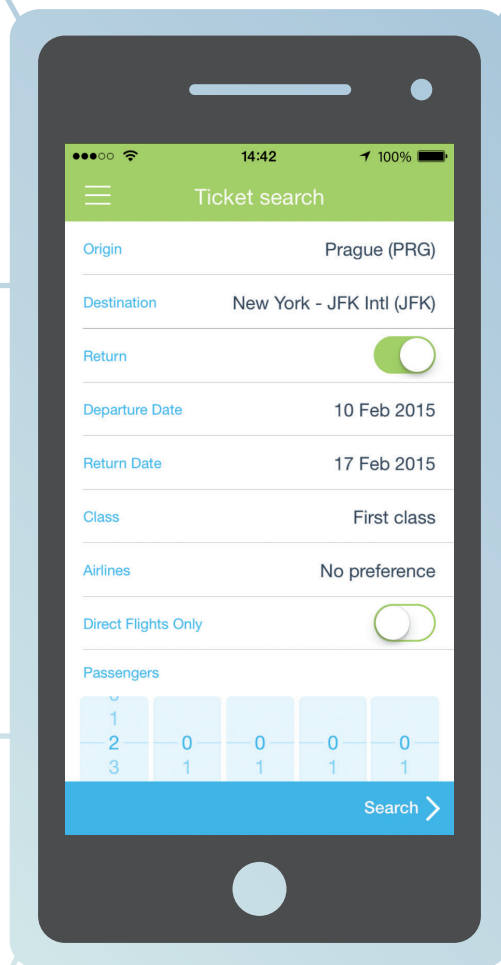 14:42 100%
Ticket search
Origin Prague (PRG)
Destination New York - JFK Intl (JFK)
Return
Departure Date 10 Feb 2015
Return Date 17 Feb 2015
Class First class
Airlines No preference
Direct Flights Only
Passengers
1
2 0 0 0 0
3 1 1 1 1
Search